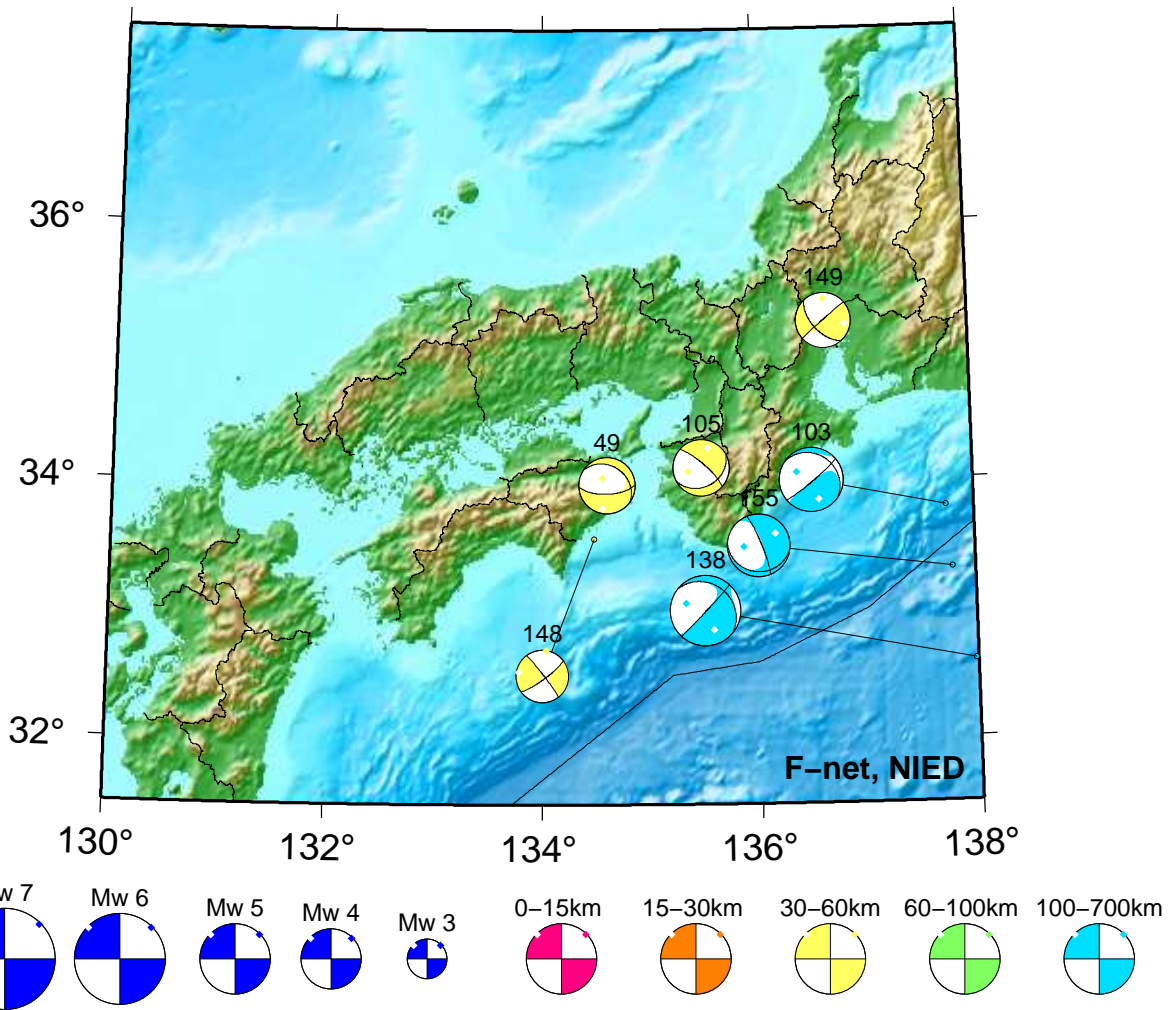 36°
149
105
49
103
34°
155
138
148
32°
F–net, NIED
130°
132°
134°
136°
138°
w 7
Mw 6
Mw 5
Mw 4
Mw 3
0–15km
15–30km
30–60km
60–100km
100–700km